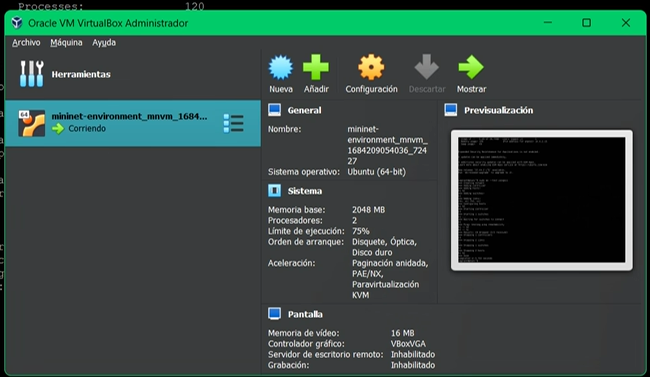 Processes: 120
Oracle VM VirtualBox Administrador
Archivo Máquina Ayuda
Herramientas
Nueva Añadir Configuración Descartar Mostrar
64
mininet-environment_mnvm_1684...
Corriendo
General
Nombre: mininet-
environment_mnvm_
1684209054036_724
27
Sistema operativo: Ubuntu (64-bit)
Sistema
Memoria base: 2048 MB
Procesadores: 2
Límite de ejecución: 75%
Orden de arranque: Disquete, Óptica,
Disco duro
Aceleración: Paginación anidada,
PAE/NX,
Paravirtualización
KVM
Previsualización
Pantalla
Memoria de vídeo: 16 MB
Controlador gráfico: VBoxVGA
Servidor de escritorio remoto: Inhabilitado
Grabación: Inhabilitado